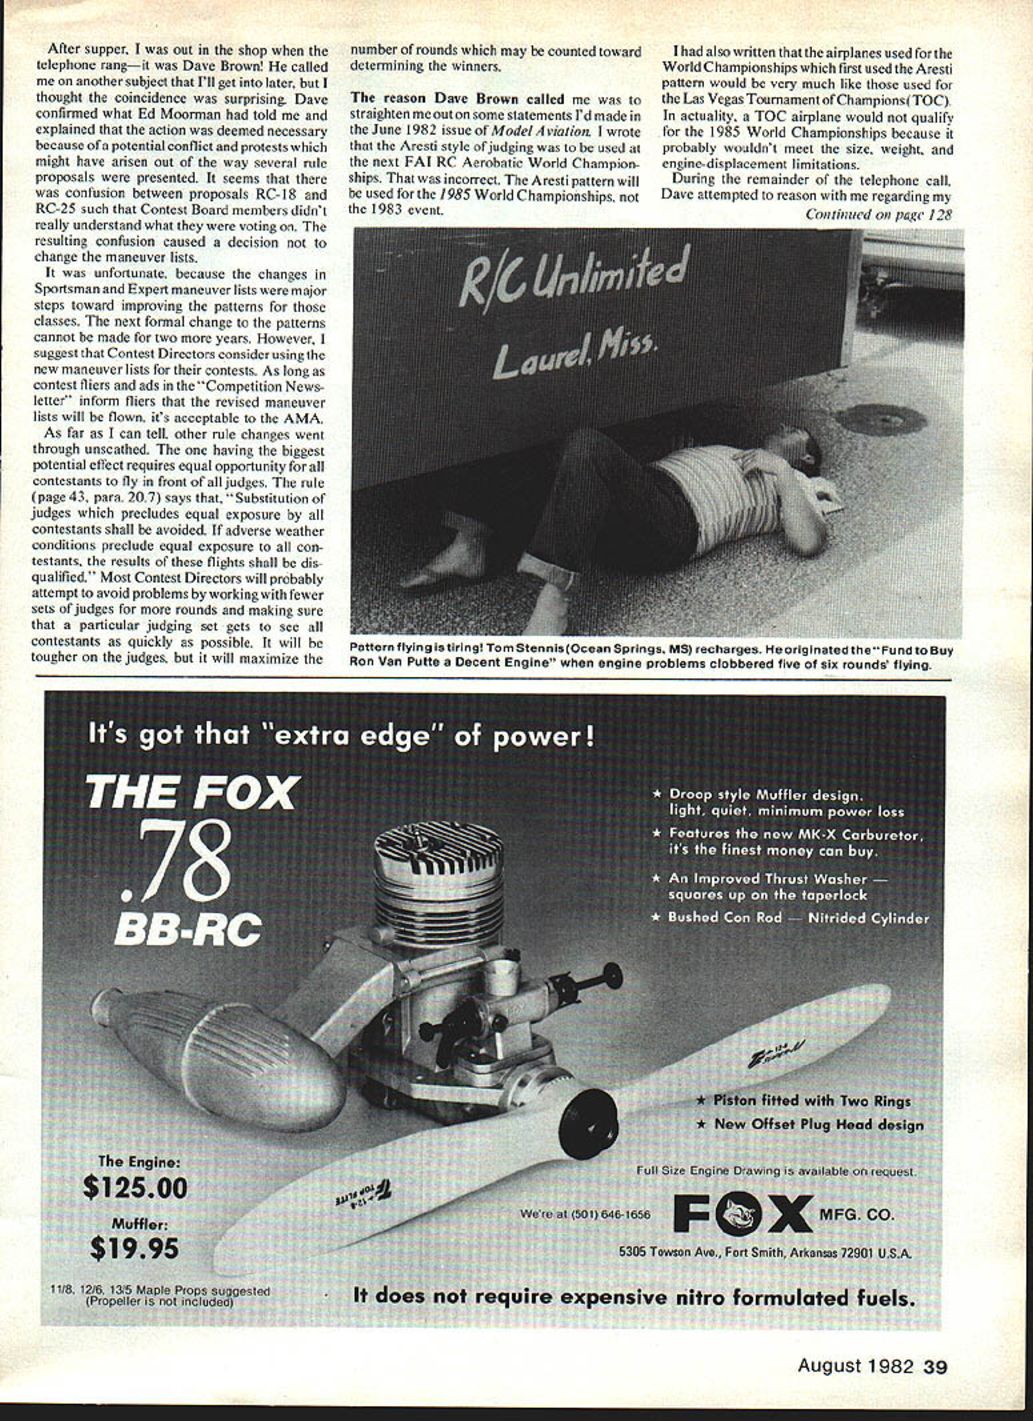 After supper, I was out in the shop when the
telephone rang—it was Dave Brown! He called
me on another subject that I'll get into later, but I
thought the coincidence was surprising. Dave
confirmed what Ed Moorman had told me and
explained that the action was deemed necessary
because of a potential conflict and protests which
might have arisen out of the way several rule
proposals were presented. It seems that there
was confusion between proposals RC-18 and
RC-25 such that Contest Board members didn't
really understand what they were voting on. The
resulting confusion caused a decision not to
change the maneuver lists.
It was unfortunate, because the changes in
Sportsman and Expert maneuver lists were major
steps toward improving the patterns for those
classes. The next formal change to the patterns
cannot be made for two more years. However, I
suggest that Contest Directors consider using the
new maneuver lists for their contests. As long as
contest fliers and ads in the "Competition News-
letter" inform fliers that the revised maneuver
lists will be flown, it's acceptable to the AMA.
As far as I can tell, other rule changes went
through unscathed. The one having the biggest
potential effect requires equal opportunity for all
contestants to fly in front of all judges. The rule
(page 43, para. 20.7) says that, "Substitution of
judges which precludes equal exposure by all
contestants shall be avoided. If adverse weather
conditions preclude equal exposure to all con-
testants, the results of these flights shall be dis-
qualified." Most Contest Directors will probably
attempt to avoid problems by working with fewer
sets of judges for more rounds and making sure
that a particular judging set gets to see all
contestants as quickly as possible. It will be
tougher on the judges, but it will maximize the
number of rounds which may be counted toward
determining the winners.
The reason Dave Brown called me was to
straighten me out on some statements I'd made in
the June 1982 issue of Model Aviation. I wrote
that the Aresti style of judging was to be used at
the next FAI RC Aerobatic World Champion-
ships. That was incorrect. The Aresti pattern will
be used for the 1985 World Championships, not
the 1983 event.
I had also written that the airplanes used for the
World Championships which first used the Aresti
pattern would be very much like those used for
the Las Vegas Tournament of Champions (TOC).
In actuality, a TOC airplane would not qualify
for the 1985 World Championships because it
probably wouldn't meet the size, weight, and
engine-displacement limitations.
During the remainder of the telephone call,
Dave attempted to reason with me regarding my
Continued on page 128
R/C Unlimited
Laurel, Miss.
Pattern flying is tiring! Tom Stennis (Ocean Springs, MS) recharges. He originated the "Fund to Buy
Ron Van Putte a Decent Engine" when engine problems clobbered five of six rounds' flying.
It's got that "extra edge" of power!
THE FOX
.78
BB-RC
★ Droop style Muffler design,
light, quiet, minimum power loss
★ Features the new MK-X Carburetor,
it's the finest money can buy.
★ An Improved Thrust Washer —
squares up on the taperlock
★ Bushed Con Rod — Nitrided Cylinder
★ Piston fitted with Two Rings
★ New Offset Plug Head design
12-6
TOP FLITE
The Engine:
$125.00
Muffler:
$19.95
11/8, 12/6, 13/5 Maple Props suggested
(Propeller is not included)
Full Size Engine Drawing is available on request.
We're at (501) 646-1656
FOX MFG. CO.
5305 Towson Ave., Fort Smith, Arkansas 72901 U.S.A.
It does not require expensive nitro formulated fuels.
August 1982 39